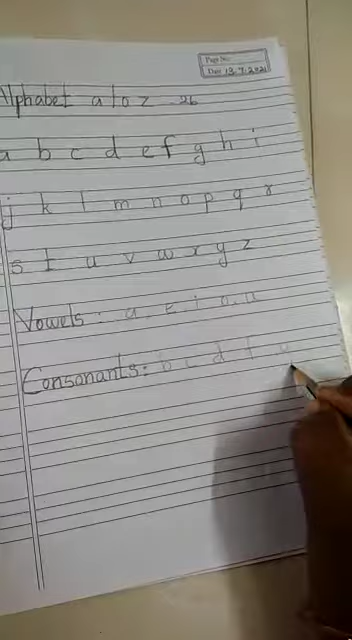 Page No:
Date 13.7.2021
Alphabet a to z - 26
a b c d e f g h i
j k l m n o p q r
s t u v w x y z
Vowels: a, e, i, o, u
Consonants: b c d f g